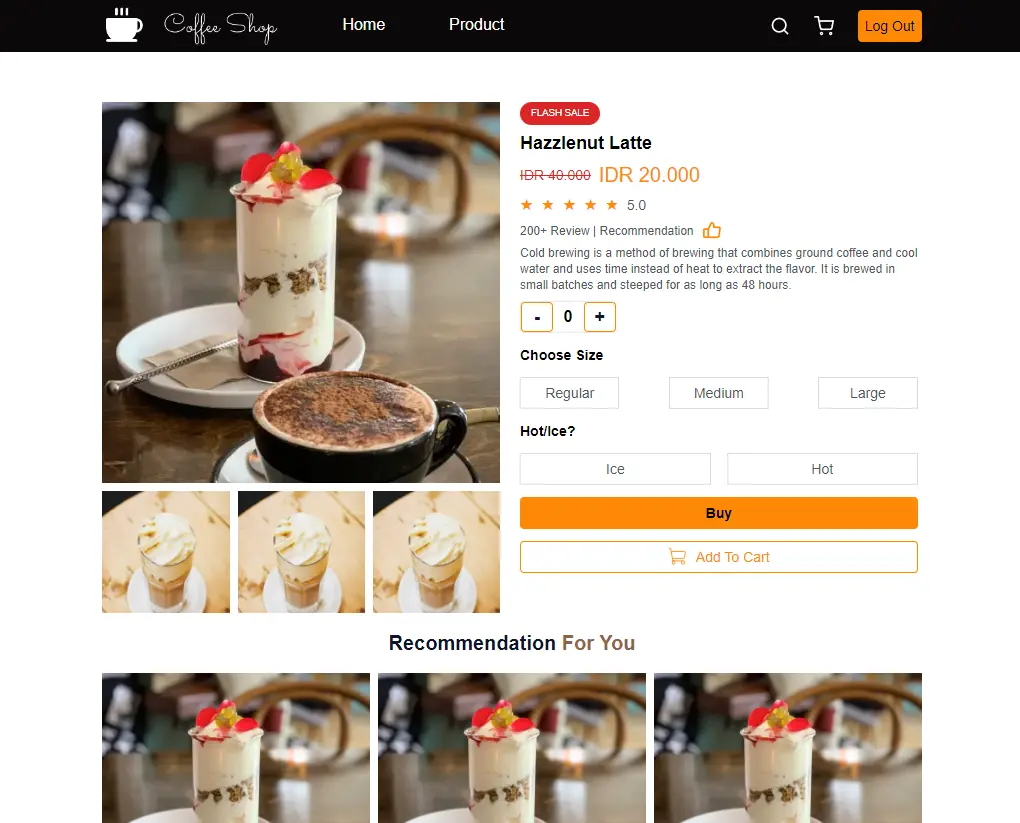 Coffee Shop
Home
Product
Log Out
FLASH SALE
Hazzlenut Latte
IDR 40.000 IDR 20.000
★ ★ ★ ★ ★ 5.0
200+ Review | Recommendation
Cold brewing is a method of brewing that combines ground coffee and cool
water and uses time instead of heat to extract the flavor. It is brewed in
small batches and steeped for as long as 48 hours.
- 0 +
Choose Size
Regular
Medium
Large
Hot/Ice?
Ice
Hot
Buy
Add To Cart
Recommendation For You